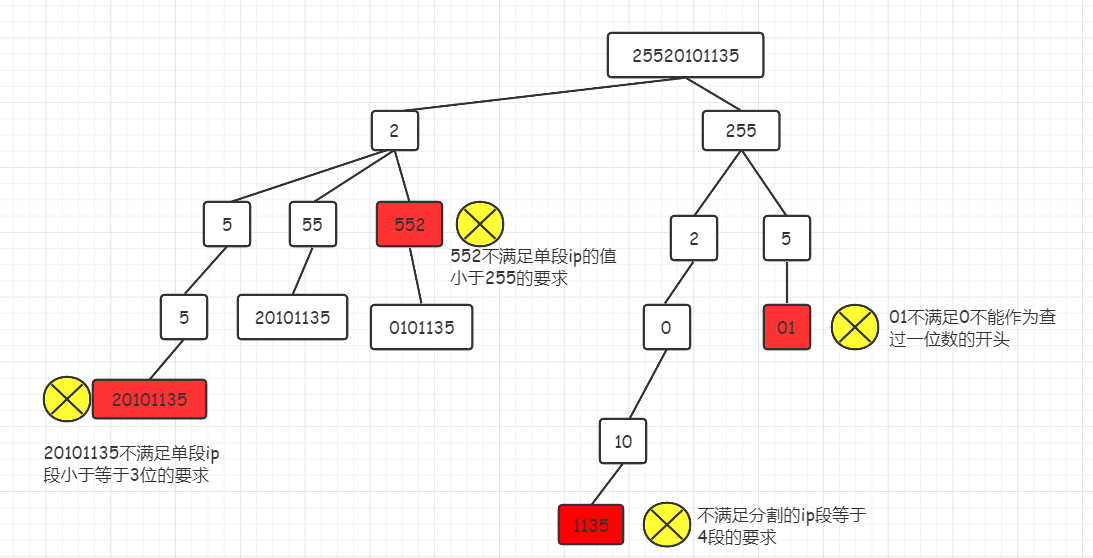 25520101135
2
255
5
55
552
552不满足单段ip的值
小于255的要求
2
5
5
20101135
0101135
0
01
01不满足0不能作为查
过一位数的开头
20101135
20101135不满足单段ip
段小于等于3位的要求
10
1135
不满足分割的ip段等于
4段的要求